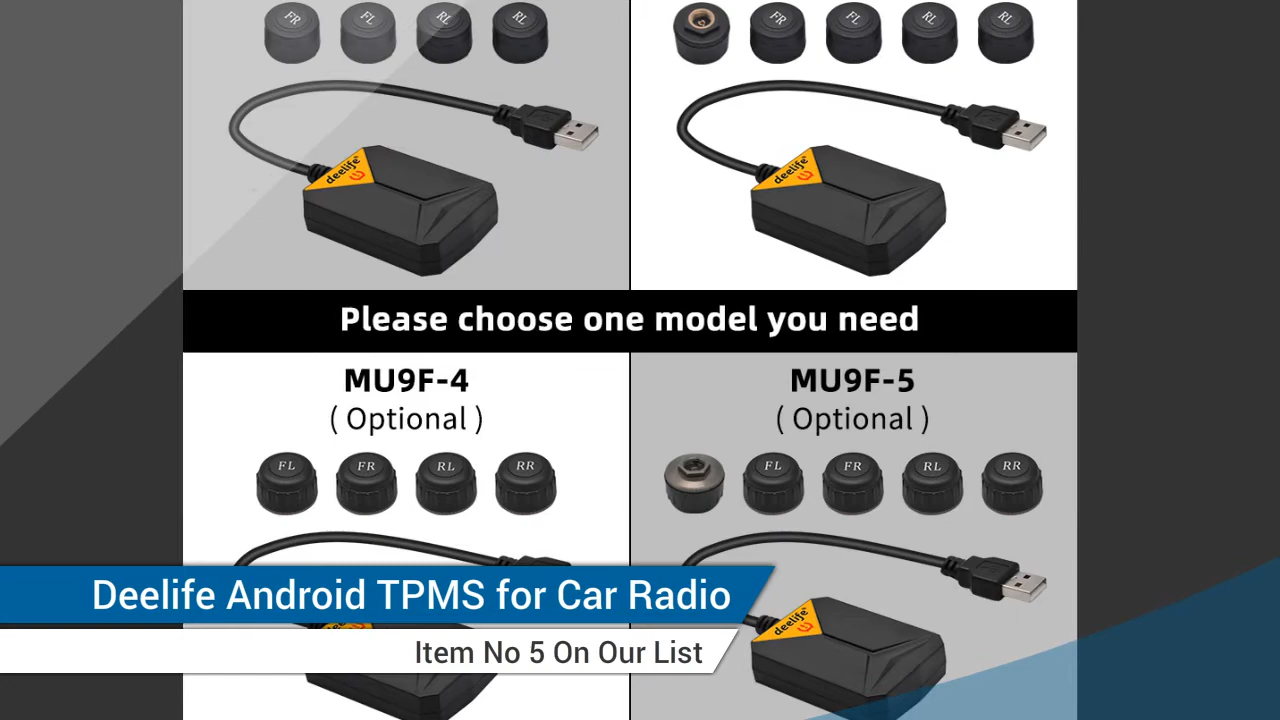 FR FL RL RL
FR FL RL RL
deelife
deelife
Please choose one model you need
MU9F-4
( Optional )
MU9F-5
( Optional )
FL FR RL RR
FL FR RL RR
deelife
Deelife Android TPMS for Car Radio
Item No 5 On Our List